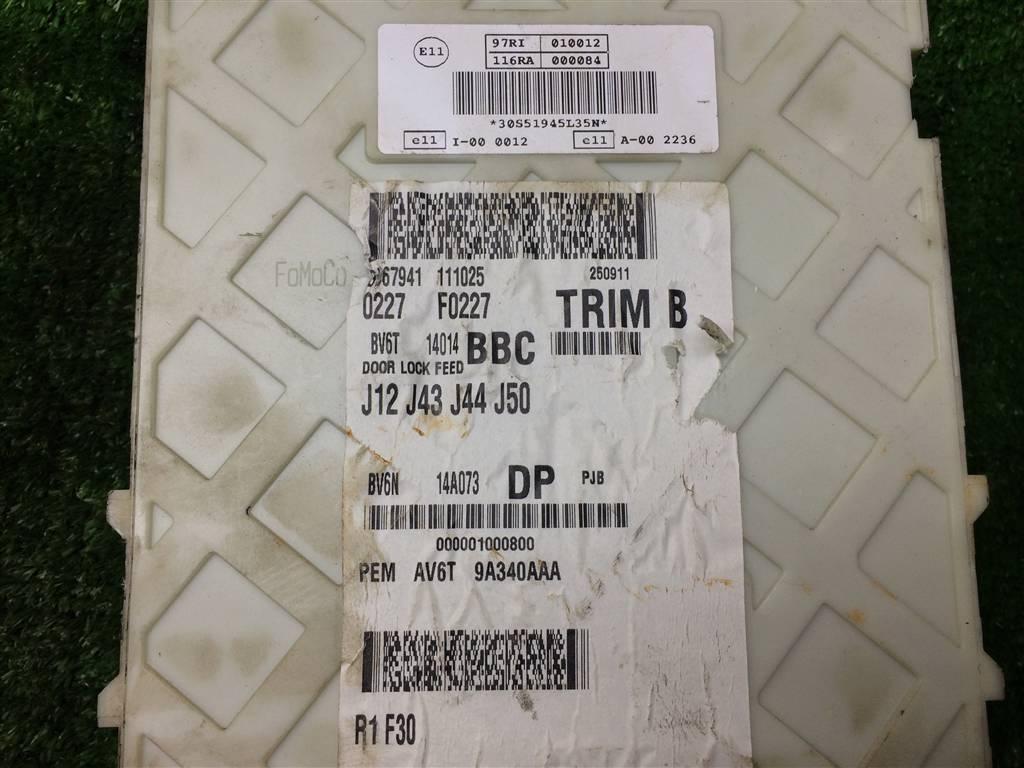 E11
97RI 010012
116RA 000084
*30S51945L35N*
e11 I-00 0012 e11 A-00 2236
FoMoCo
67941 111025 250911
0227 F0227 TRIM B
BV6T 14014 BBC
DOOR LOCK FEED
J12 J43 J44 J50
BV6N 14A073 DP PJB
000001000800
PEM AV6T 9A340AAA
R1 F30